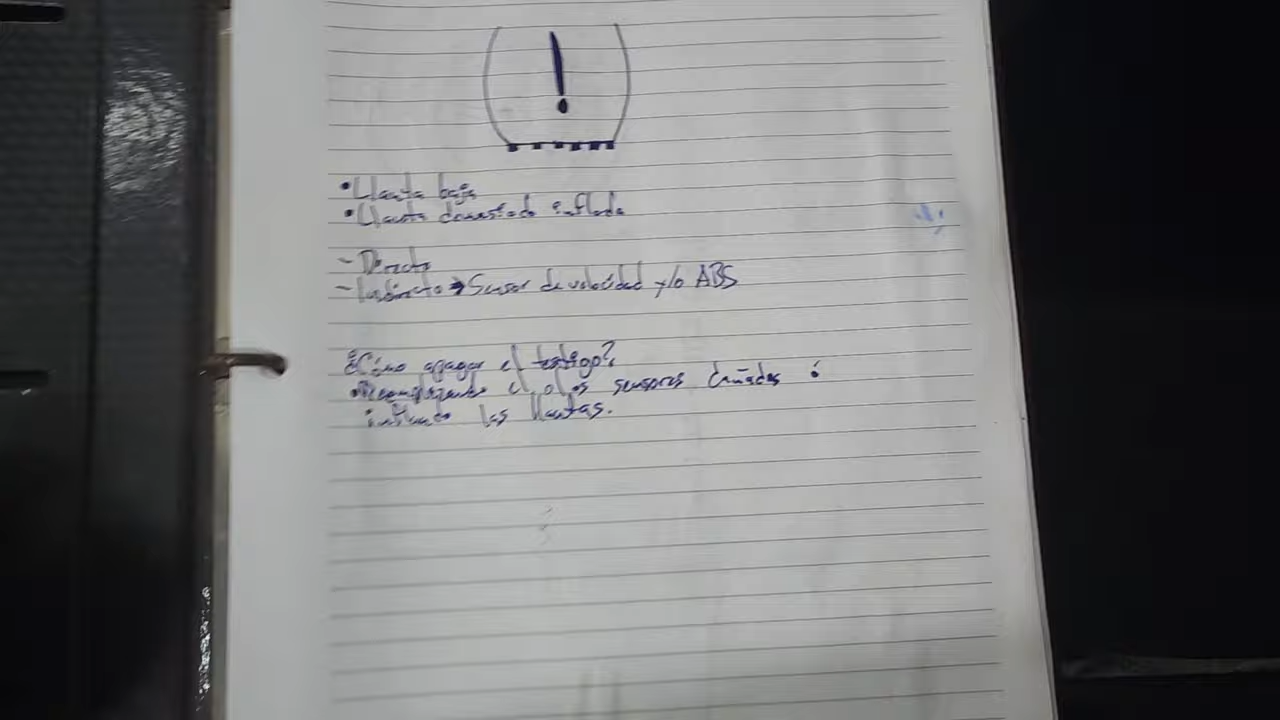 !
•Llanta baja
•Llanta demasiado inflada
- Directo
- Indirecto → Sensor de velocidad y/o ABS
¿Cómo apagar el testigo?
•Reemplazando el o los sensores dañados ó
inflando las llantas.